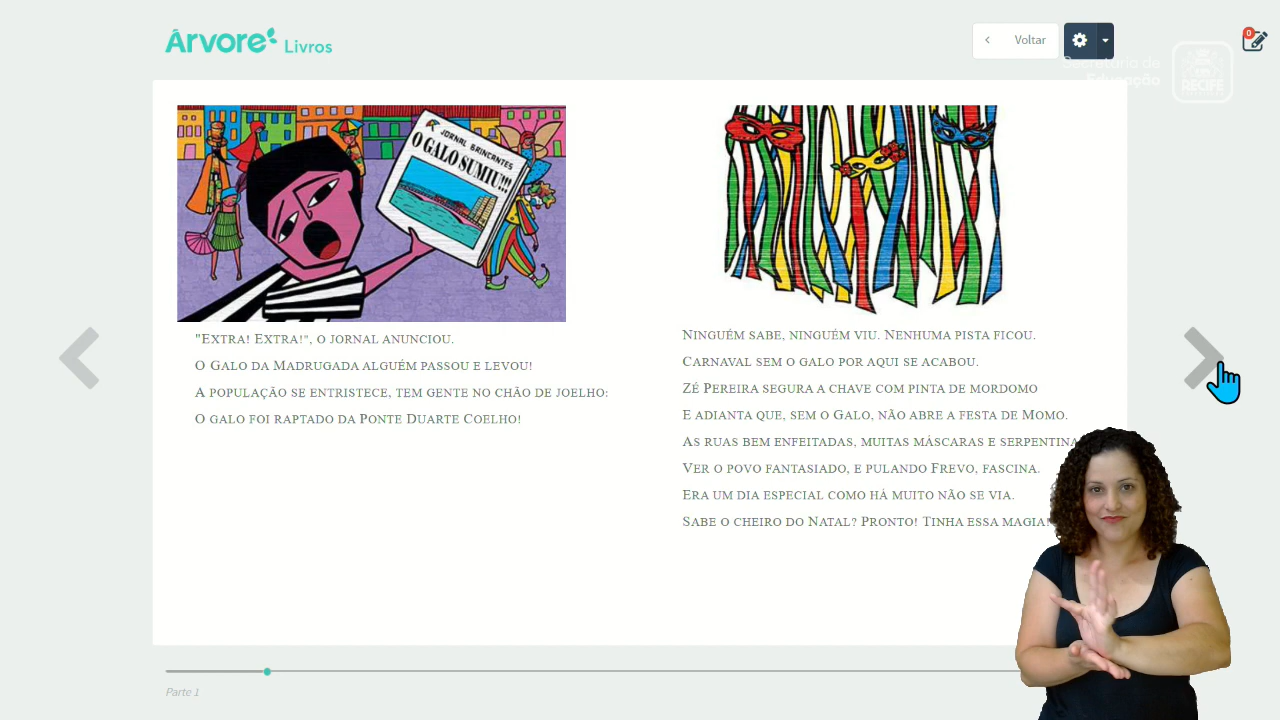 Árvore Livros
Voltar
0
Secretaria de
Educação
RECIFE
JORNAL BRINCANTES
O GALO SUMIU!!!
"Extra! Extra!", o jornal anunciou.
O Galo da Madrugada alguém passou e levou!
A população se entristece, tem gente no chão de joelho:
O galo foi raptado da Ponte Duarte Coelho!
Ninguém sabe, ninguém viu. Nenhuma pista ficou.
Carnaval sem o galo por aqui se acabou.
Zé Pereira segura a chave com pinta de mordomo
E adianta que, sem o Galo, não abre a festa de Momo.
As ruas bem enfeitadas, muitas máscaras e serpentina
Ver o povo fantasiado, e pulando Frevo, fascina.
Era um dia especial como há muito não se via.
Sabe o cheiro do Natal? Pronto! Tinha essa magia!
Parte 1